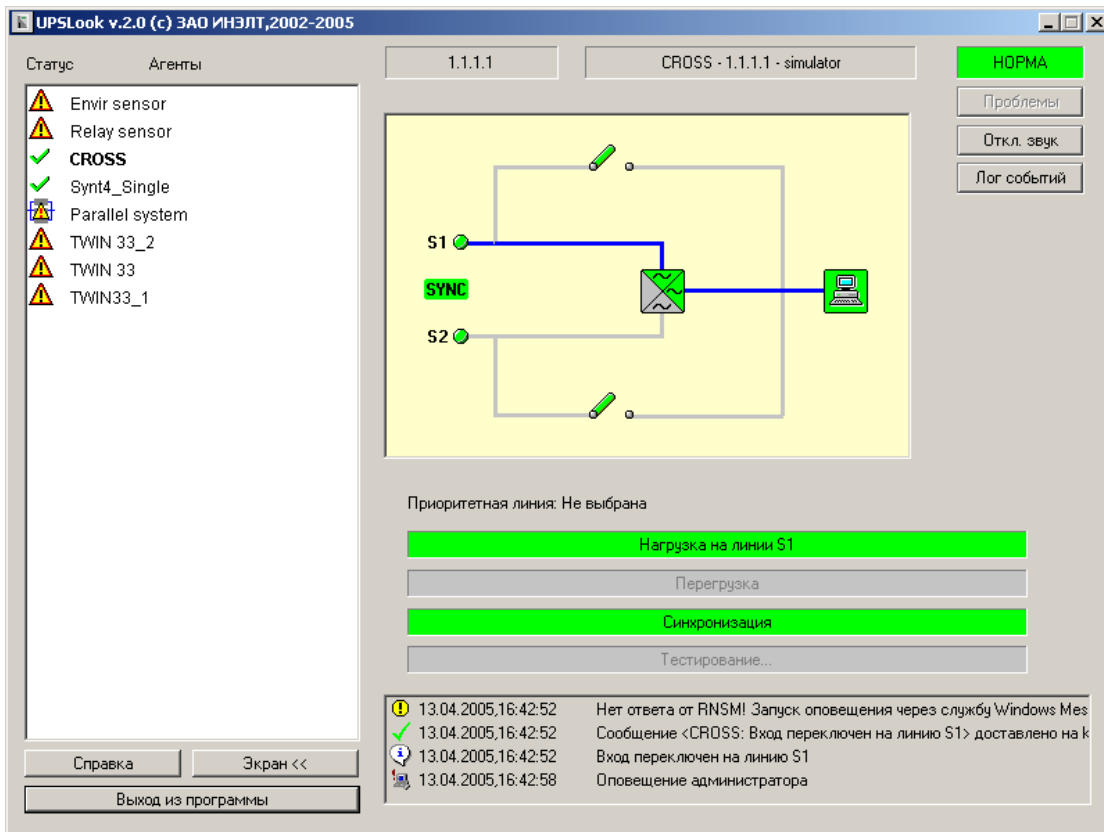 UPSLook v.2.0 (c) ЗАО ИНЭЛТ,2002-2005
Статус Агенты
1.1.1.1
CROSS - 1.1.1.1 - simulator
НОРМА
Проблемы
Откл. звук
Лог событий
Envir sensor
Relay sensor
CROSS
Synt4_Single
Parallel system
TWIN 33_2
TWIN 33
TWIN33_1
S1
SYNC
S2
Приоритетная линия: Не выбрана
Нагрузка на линии S1
Перегрузка
Синхронизация
Тестирование...
13.04.2005,16:42:52 Нет ответа от RNSM! Запуск оповещения через службу Windows Mes
13.04.2005,16:42:52 Сообщение <CROSS: Вход переключен на линию S1> доставлено на k
13.04.2005,16:42:52 Вход переключен на линию S1
13.04.2005,16:42:58 Оповещение администратора
Справка
Экран <<
Выход из программы